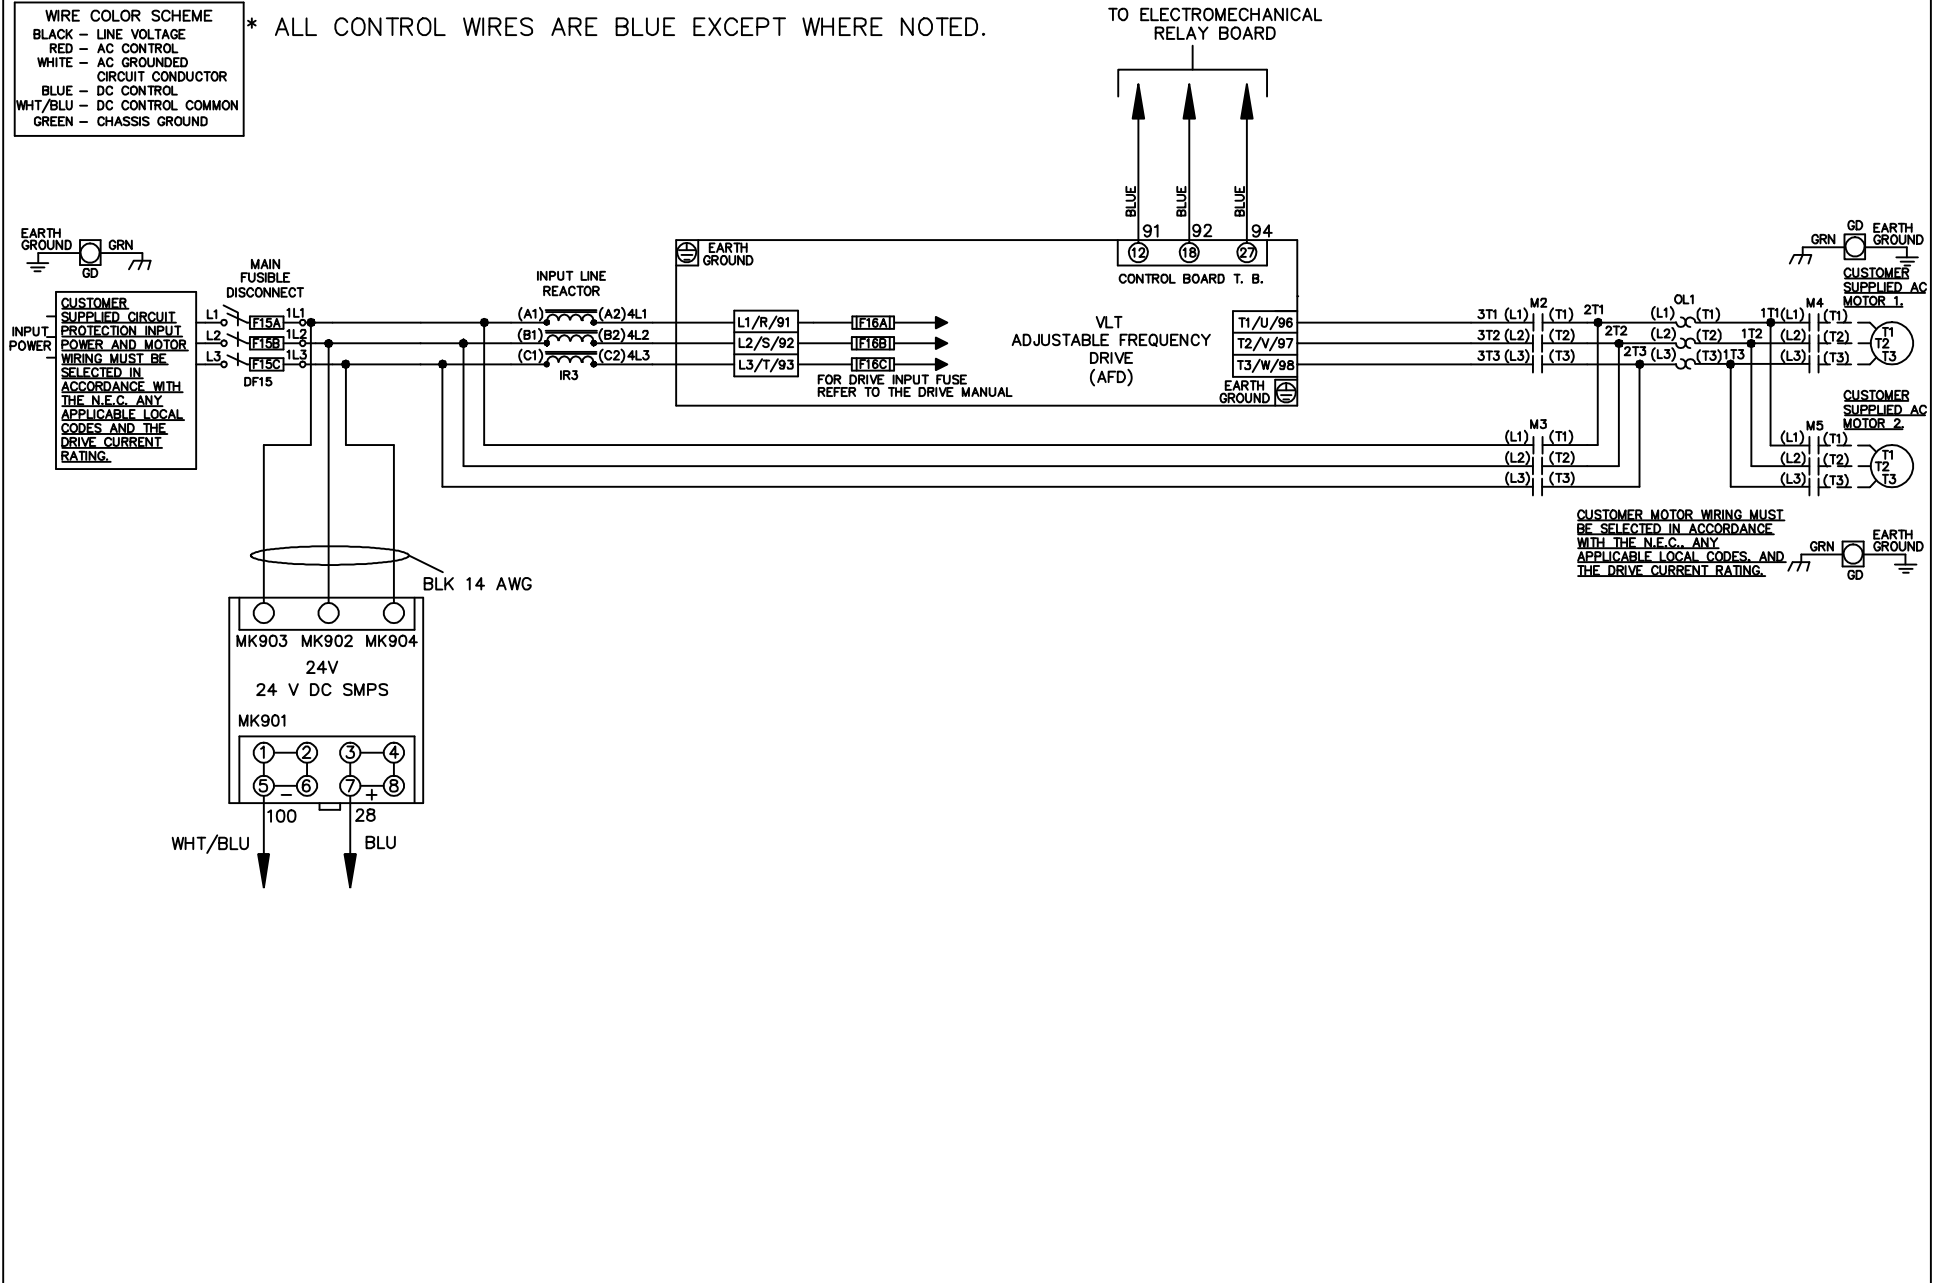 WIRE COLOR SCHEME
BLACK – LINE VOLTAGE
RED – AC CONTROL
WHITE – AC GROUNDED
CIRCUIT CONDUCTOR
BLUE – DC CONTROL
WHT/BLU – DC CONTROL COMMON
GREEN – CHASSIS GROUND
* ALL CONTROL WIRES ARE BLUE EXCEPT WHERE NOTED.
TO ELECTROMECHANICAL
RELAY BOARD
BLUE
BLUE
BLUE
91
92
94
12
18
27
CONTROL BOARD T. B.
EARTH
GROUND
GRN
GD
INPUT
POWER
CUSTOMER
SUPPLIED CIRCUIT
PROTECTION INPUT
POWER AND MOTOR
WIRING MUST BE
SELECTED IN
ACCORDANCE WITH
THE N.E.C. ANY
APPLICABLE LOCAL
CODES AND THE
DRIVE CURRENT
RATING.
MAIN
FUSIBLE
DISCONNECT
L1
F15A
1L1
L2
F15B
1L2
L3
F15C
1L3
DF15
INPUT LINE
REACTOR
(A1)
(A2)4L1
(B1)
(B2)4L2
(C1)
(C2)4L3
IR3
EARTH
GROUND
L1/R/91
L2/S/92
L3/T/93
F16A
F16B
F16C
FOR DRIVE INPUT FUSE
REFER TO THE DRIVE MANUAL
VLT
ADJUSTABLE FREQUENCY
DRIVE
(AFD)
T1/U/96
T2/V/97
T3/W/98
EARTH
GROUND
M2
3T1 (L1) (T1) 2T1
3T2 (L2) (T2) 2T2
3T3 (L3) (T3) 2T3
OL1
(L1) (T1) 1T1
(L2) (T2) 1T2
(L3) (T3) 1T3
M4
(L1) (T1)
(L2) (T2)
(L3) (T3)
T1
T2
T3
GRN
GD
EARTH
GROUND
CUSTOMER
SUPPLIED AC
MOTOR 1.
M3
(L1) (T1)
(L2) (T2)
(L3) (T3)
M5
(L1) (T1)
(L2) (T2)
(L3) (T3)
T1
T2
T3
CUSTOMER
SUPPLIED AC
MOTOR 2.
CUSTOMER MOTOR WIRING MUST
BE SELECTED IN ACCORDANCE
WITH THE N.E.C., ANY
APPLICABLE LOCAL CODES, AND
THE DRIVE CURRENT RATING.
GRN
GD
EARTH
GROUND
BLK 14 AWG
MK903 MK902 MK904
24V
24 V DC SMPS
MK901
1 2 3 4
5 6 7 8
– +
100
28
WHT/BLU
BLU